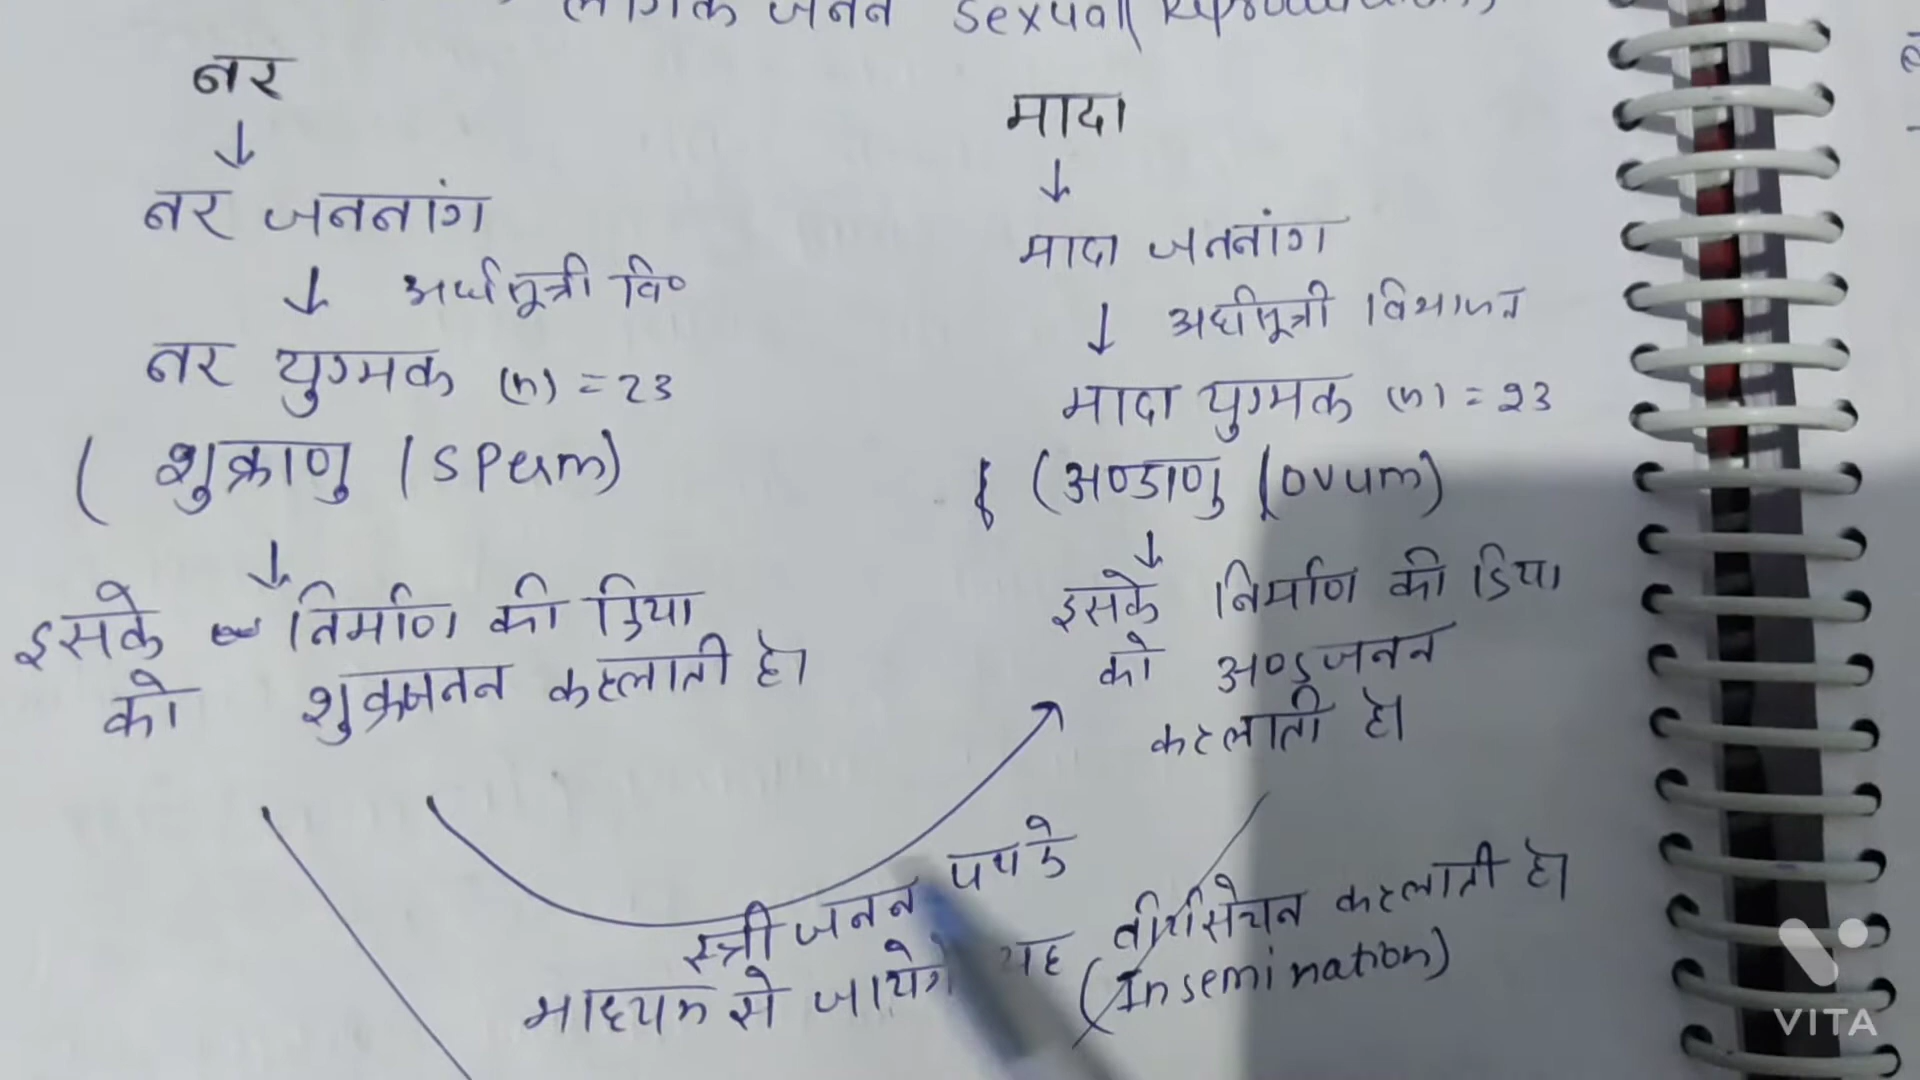 जनन Sexual
नर
मादा
नर जननांग
मादा जननांग
अर्धसूत्री वि०
अर्धसूत्री विभाजन
नर युग्मक (n) = 23
मादा युग्मक (n) = 23
( शुक्राणु / sperm)
(अण्डाणु / ovum)
इसके निर्माण की क्रिया
को शुक्रजनन कहलाती है।
इसके निर्माण की क्रिया
को अण्डजनन
कहलाती है।
स्त्री जनन पथ के
माध्यम से जायेगे यह वीर्यसेचन कहलाती है।
(Insemination)
VITA